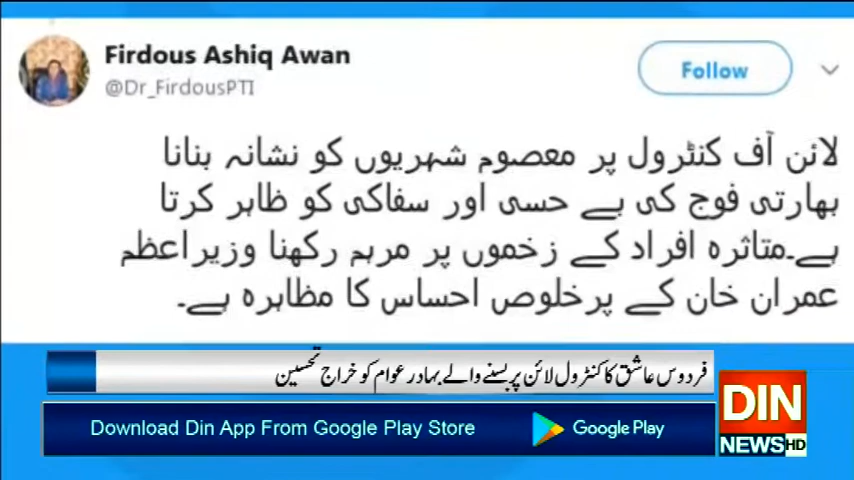 Firdous Ashiq Awan
@Dr_FirdousPTI
Follow
لائن آف کنٹرول پر معصوم شہریوں کو نشانہ بنانا
بھارتی فوج کی بے حسی اور سفاکی کو ظاہر کرتا
ہے۔متاثرہ افراد کے زخموں پر مرہم رکھنا وزیراعظم
عمران خان کے پرخلوص احساس کا مظاہرہ ہے۔
فردوس عاشق کا کنٹرول لائن پر بسنے والے بہادر عوام کو خراج تحسین
Download Din App From Google Play Store
Google Play
DIN
NEWS HD